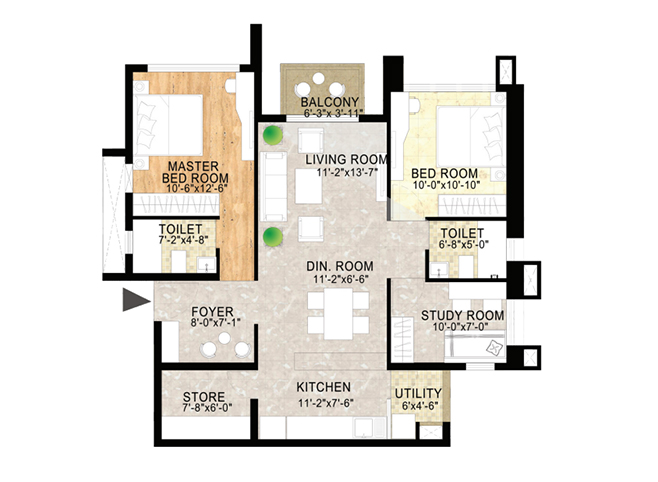 BALCONY
6'-3"x 3'-11"
LIVING ROOM
11'-2"x13'-7"
MASTER
BED ROOM
10'-6"x12'-6"
BED ROOM
10'-0"x10'-10"
TOILET
7'-2"x4'-8"
TOILET
6'-8"x5'-0"
DIN. ROOM
11'-2"x6'-6"
FOYER
8'-0"x7'-1"
STUDY ROOM
10'-0"x7'-0"
STORE
7'-8"x6'-0"
KITCHEN
11'-2"x7'-6"
UTILITY
6'x4'-6"